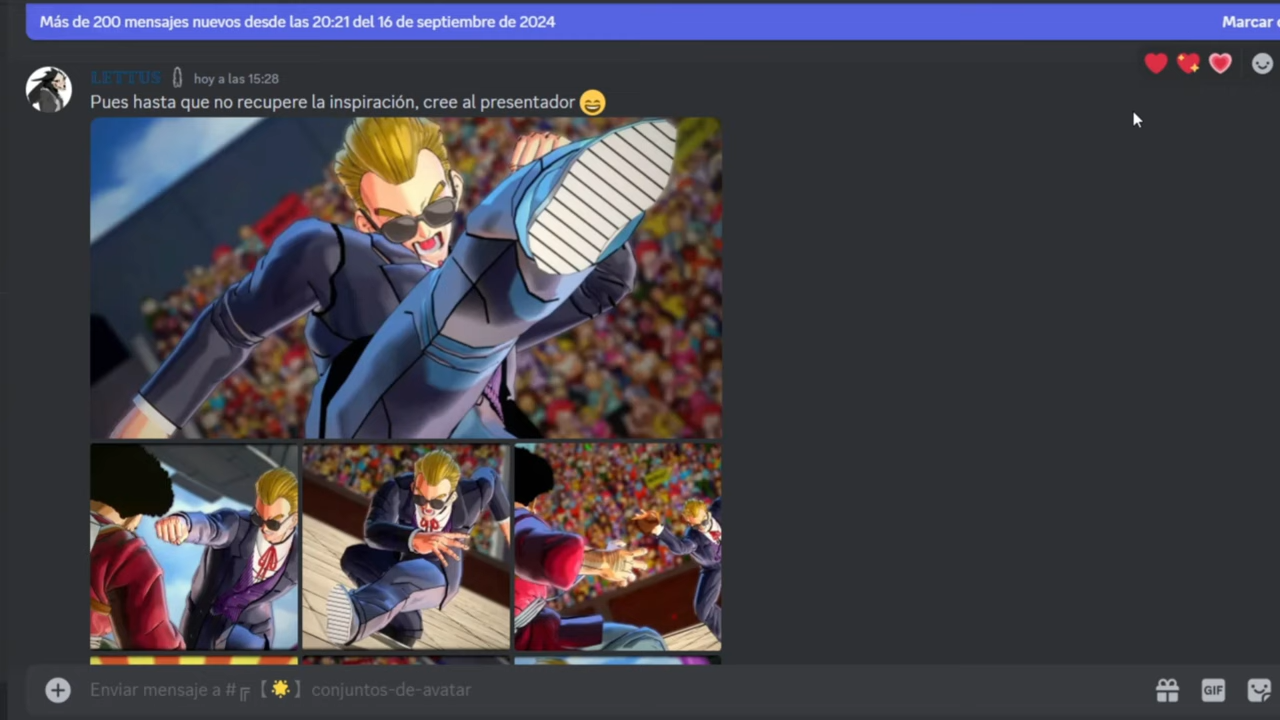 Más de 200 mensajes nuevos desde las 20:21 del 16 de septiembre de 2024
Marcar
LETTUS hoy a las 15:28
Pues hasta que no recupere la inspiración, cree al presentador 😄
Enviar mensaje a #╔【🌟】conjuntos-de-avatar
GIF